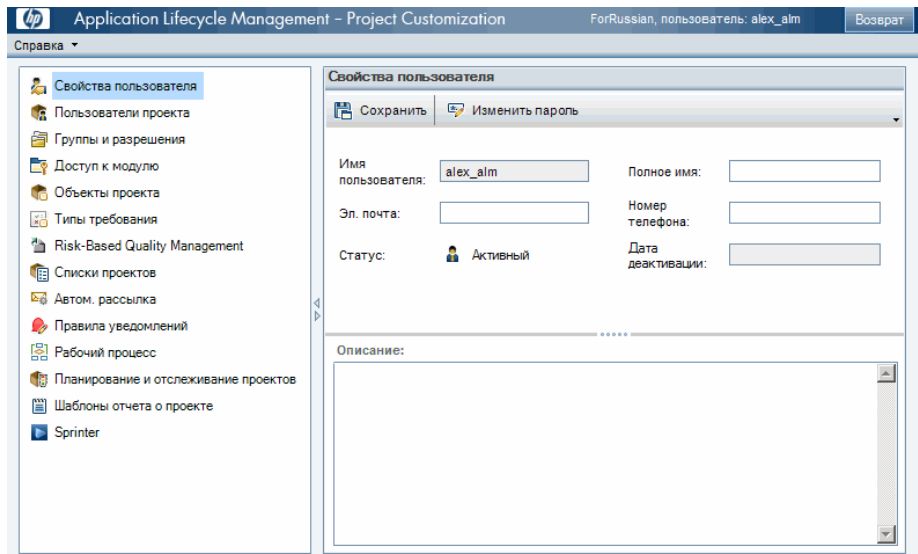 hp Application Lifecycle Management – Project Customization ForRussian, пользователь: alex_alm Возврат
Справка
Свойства пользователя
Пользователи проекта
Группы и разрешения
Доступ к модулю
Объекты проекта
Типы требования
Risk-Based Quality Management
Списки проектов
Автом. рассылка
Правила уведомлений
Рабочий процесс
Планирование и отслеживание проектов
Шаблоны отчета о проекте
Sprinter
Свойства пользователя
Сохранить Изменить пароль
Имя
пользователя: alex_alm Полное имя:
Эл. почта: Номер
телефона:
Статус: Активный Дата
деактивации:
Описание: